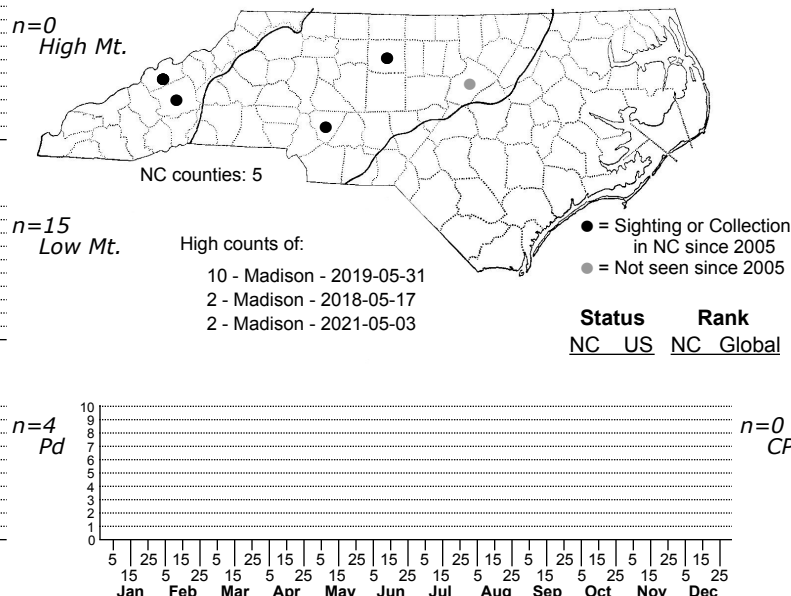 n=0
High Mt.
NC counties: 5
n=15
Low Mt.
High counts of:
10 - Madison - 2019-05-31
2 - Madison - 2018-05-17
2 - Madison - 2021-05-03
● = Sighting or Collection
in NC since 2005
● = Not seen since 2005
Status Rank
NC US NC Global
n=4
Pd
10
9
8
7
6
5
4
3
2
1
0
n=0
CP
5 25 15 5 25 15 5 25 15 5 25 15 5 25 15 5 25 15
15 5 25 15 5 25 15 5 25 15 5 25 15 5 25 15 5 25
Jan Feb Mar Apr May Jun Jul Aug Sep Oct Nov Dec